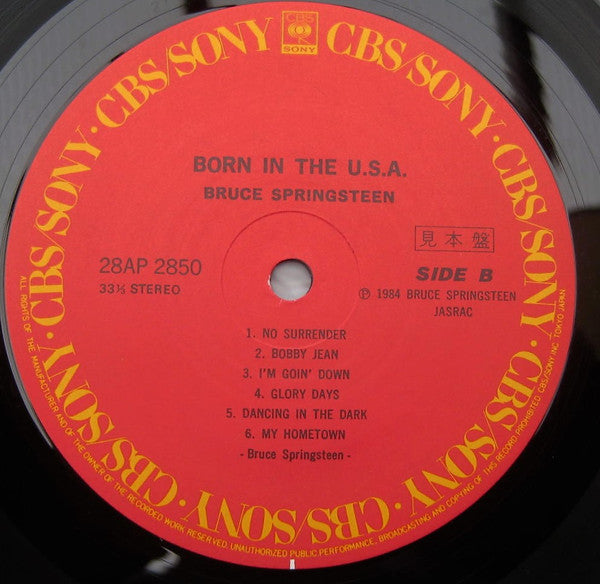 CBS
SONY
CBS/SONY · CBS/SONY · CBS/SONY · CBS/SONY · CBS/SONY · CBS/SONY · CBS/SONY · CBS/SONY
BORN IN THE U.S.A.
BRUCE SPRINGSTEEN
見本盤
28AP 2850
SIDE B
33⅓ STEREO
Ⓟ 1984 BRUCE SPRINGSTEEN
JASRAC
1. NO SURRENDER
2. BOBBY JEAN
3. I'M GOIN' DOWN
4. GLORY DAYS
5. DANCING IN THE DARK
6. MY HOMETOWN
- Bruce Springsteen -
ALL RIGHTS OF THE MANUFACTURER AND OF THE OWNER OF THE RECORDED WORK RESERVED. UNAUTHORIZED PUBLIC PERFORMANCE, BROADCASTING AND COPYING OF THIS RECORD PROHIBITED CBS/SONY INC. TOKYO JAPAN